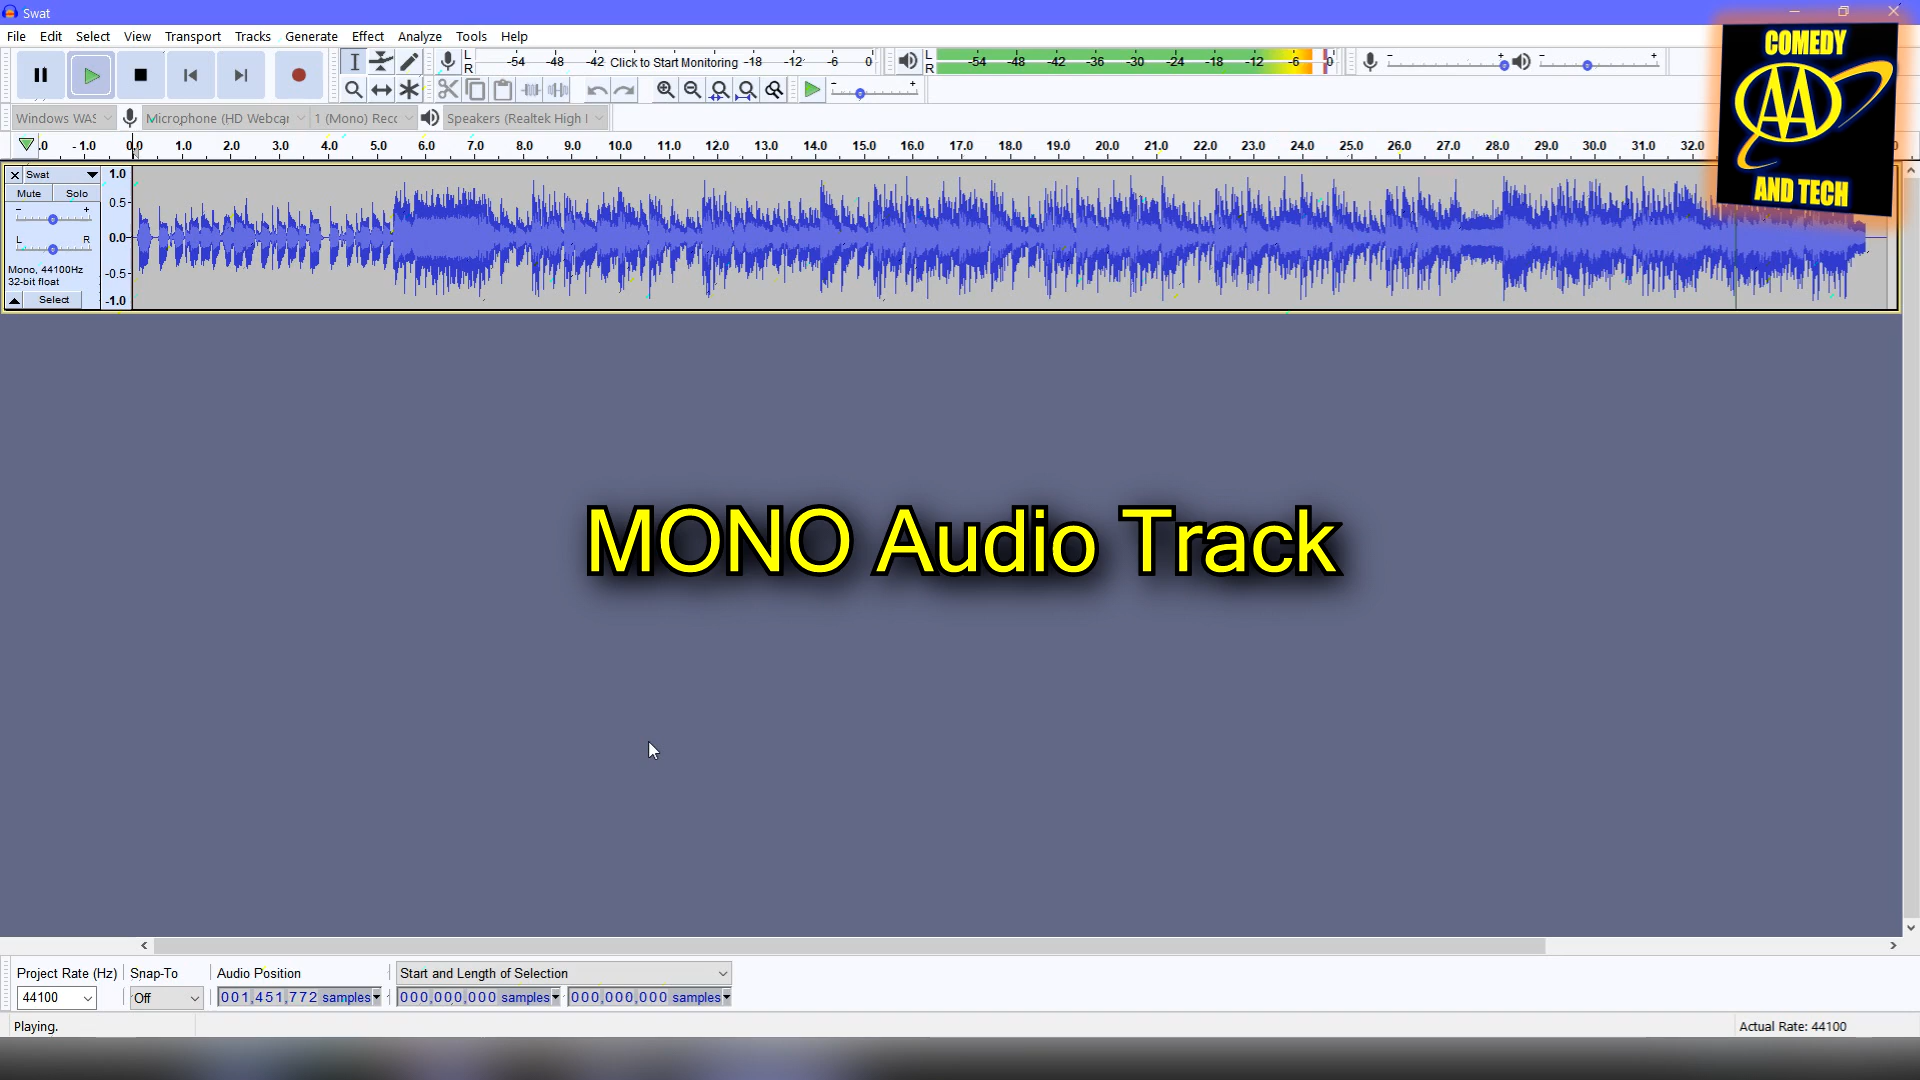 Swat
File Edit Select View Transport Tracks Generate Effect Analyze Tools Help
L -54 -48 -42 Click to Start Monitoring -18 -12 -6 0 L -54 -48 -42 -36 -30 -24 -18 -12 -6 0
R R
COMEDY
AA
AND TECH
Windows WAS Microphone (HD Webcar 1 (Mono) Recc Speakers (Realtek High
.0 -1.0 0.0 1.0 2.0 3.0 4.0 5.0 6.0 7.0 8.0 9.0 10.0 11.0 12.0 13.0 14.0 15.0 16.0 17.0 18.0 19.0 20.0 21.0 22.0 23.0 24.0 25.0 26.0 27.0 28.0 29.0 30.0 31.0 32.0
Swat 1.0
Mute Solo 0.5
- +
L R 0.0
Mono, 44100Hz -0.5
32-bit float
Select -1.0
MONO Audio Track
Project Rate (Hz) Snap-To Audio Position Start and Length of Selection
44100 Off 001,451,772 samples 000,000,000 samples 000,000,000 samples
Playing. Actual Rate: 44100